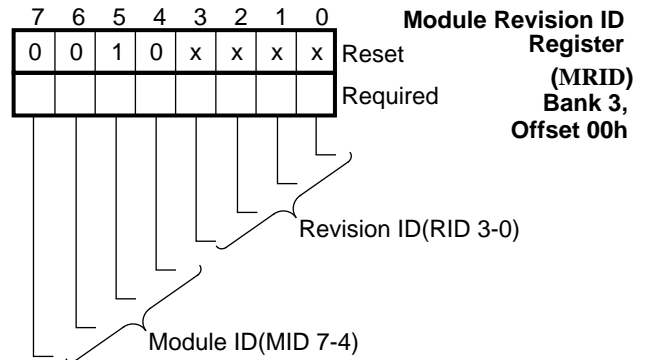 7 6 5 4 3 2 1 0
Module Revision ID
Register
(MRID)
Bank 3,
Offset 00h
0 0 1 0 x x x x Reset
Required
Revision ID(RID 3-0)
Module ID(MID 7-4)